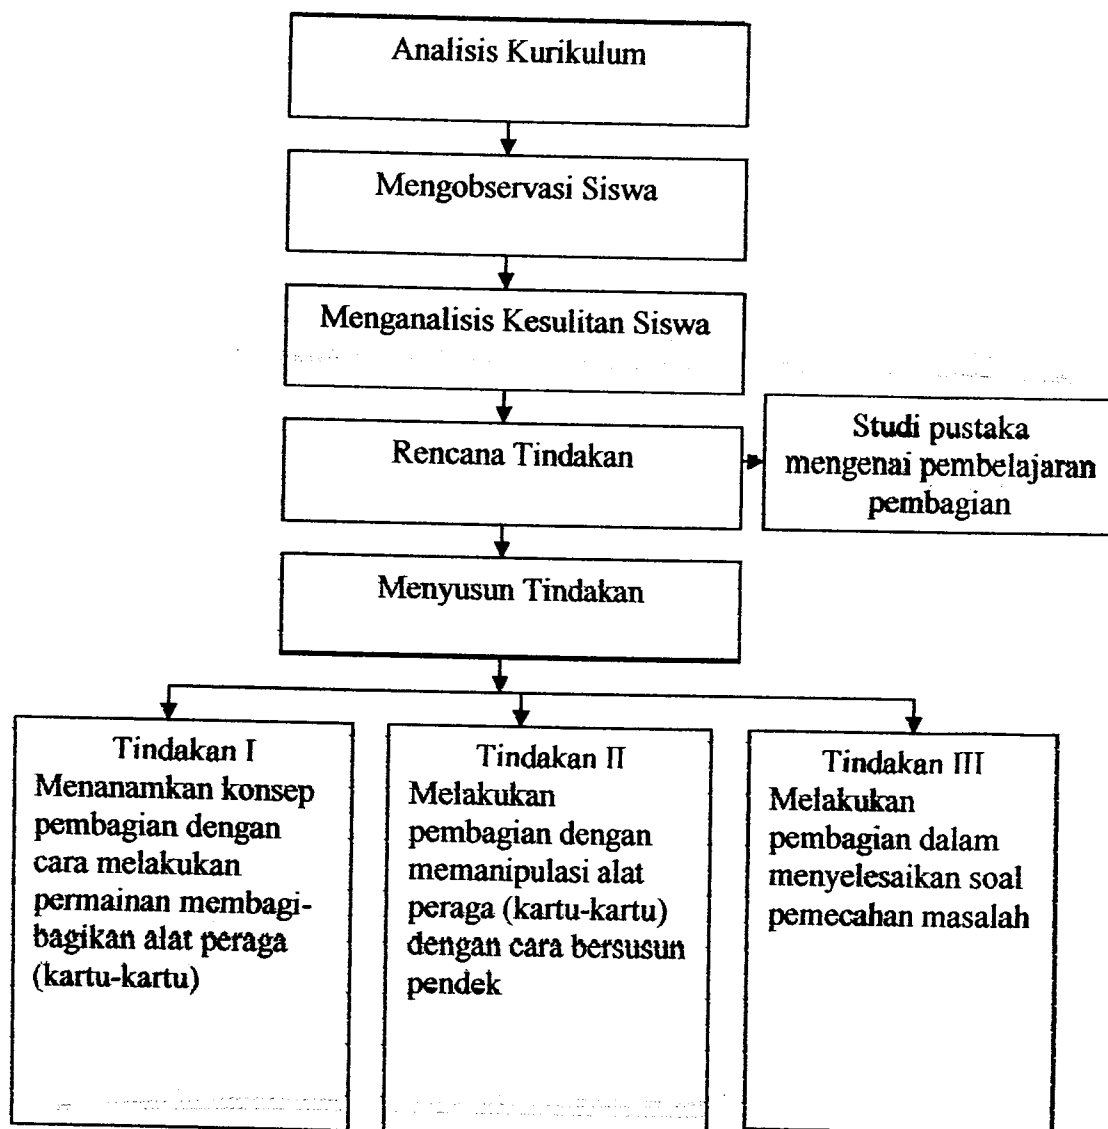 Analisis Kurikulum
Mengobservasi Siswa
Menganalisis Kesulitan Siswa
Rencana Tindakan
Studi pustaka
mengenai pembelajaran
pembagian
Menyusun Tindakan
Tindakan I
Menanamkan konsep
pembagian dengan
cara melakukan
permainan membagi-
bagikan alat peraga
(kartu-kartu)
Tindakan II
Melakukan
pembagian dengan
memanipulasi alat
peraga (kartu-kartu)
dengan cara bersusun
pendek
Tindakan III
Melakukan
pembagian dalam
menyelesaikan soal
pemecahan masalah